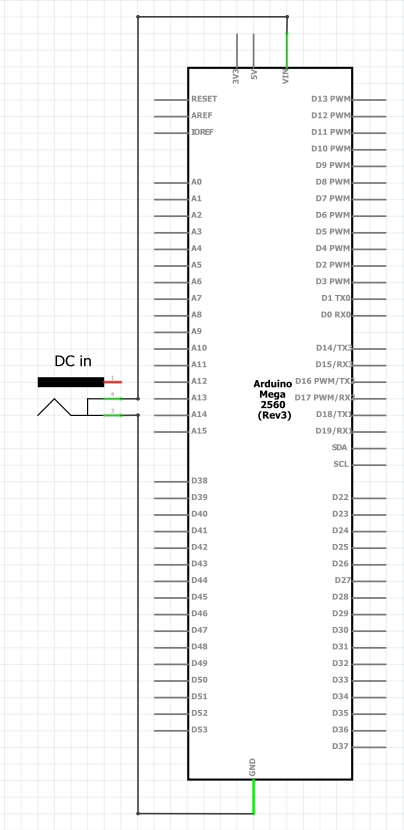 3V3
5V
VIN
RESET
AREF
IOREF
A0
A1
A2
A3
A4
A5
A6
A7
A8
A9
A10
A11
A12
A13
A14
A15
D38
D39
D40
D41
D42
D43
D44
D45
D46
D47
D48
D49
D50
D51
D52
D53
DC in
Arduino
Mega
2560
(Rev3)
D13 PWM
D12 PWM
D11 PWM
D10 PWM
D9 PWM
D8 PWM
D7 PWM
D6 PWM
D5 PWM
D4 PWM
D2 PWM
D3 PWM
D1 TX0
D0 RX0
D14/TX3
D15/RX3
D16 PWM/TX
D17 PWM/RX
D18/TX1
D19/RX1
SDA
SCL
D22
D23
D24
D25
D26
D27
D28
D29
D30
D31
D32
D33
D34
D35
D36
D37
GND